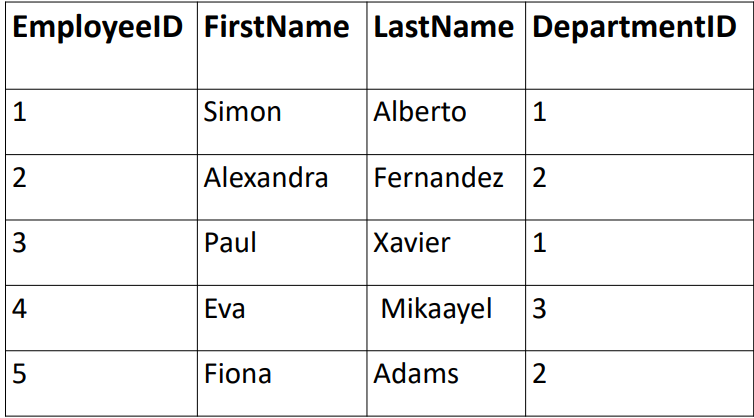 EmployeeID FirstName LastName DepartmentID
1 Simon Alberto 1
2 Alexandra Fernandez 2
3 Paul Xavier 1
4 Eva Mikaayel 3
5 Fiona Adams 2